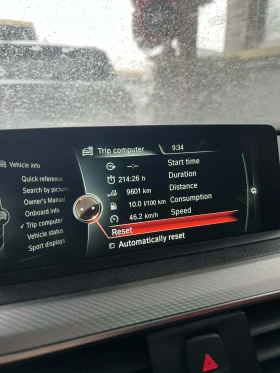 Trip computer
9:34
Vehicle info
Quick reference
Search by pictures
Owner's Manual
Onboard info
✓ Trip computer
Vehicle status
Sport displays
--:-- Start time
214:26 h Duration
9601 km Distance
10.0 l/100 km Consumption
46.2 km/h Speed
Reset
Automatically reset